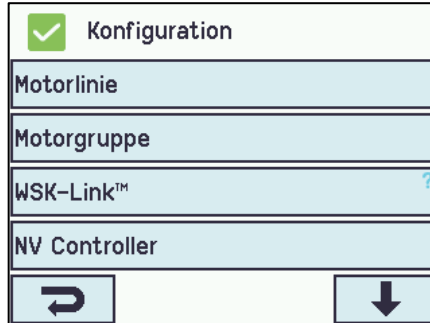 Konfiguration
Motorlinie
Motorgruppe
WSK-Link™
?
NV Controller